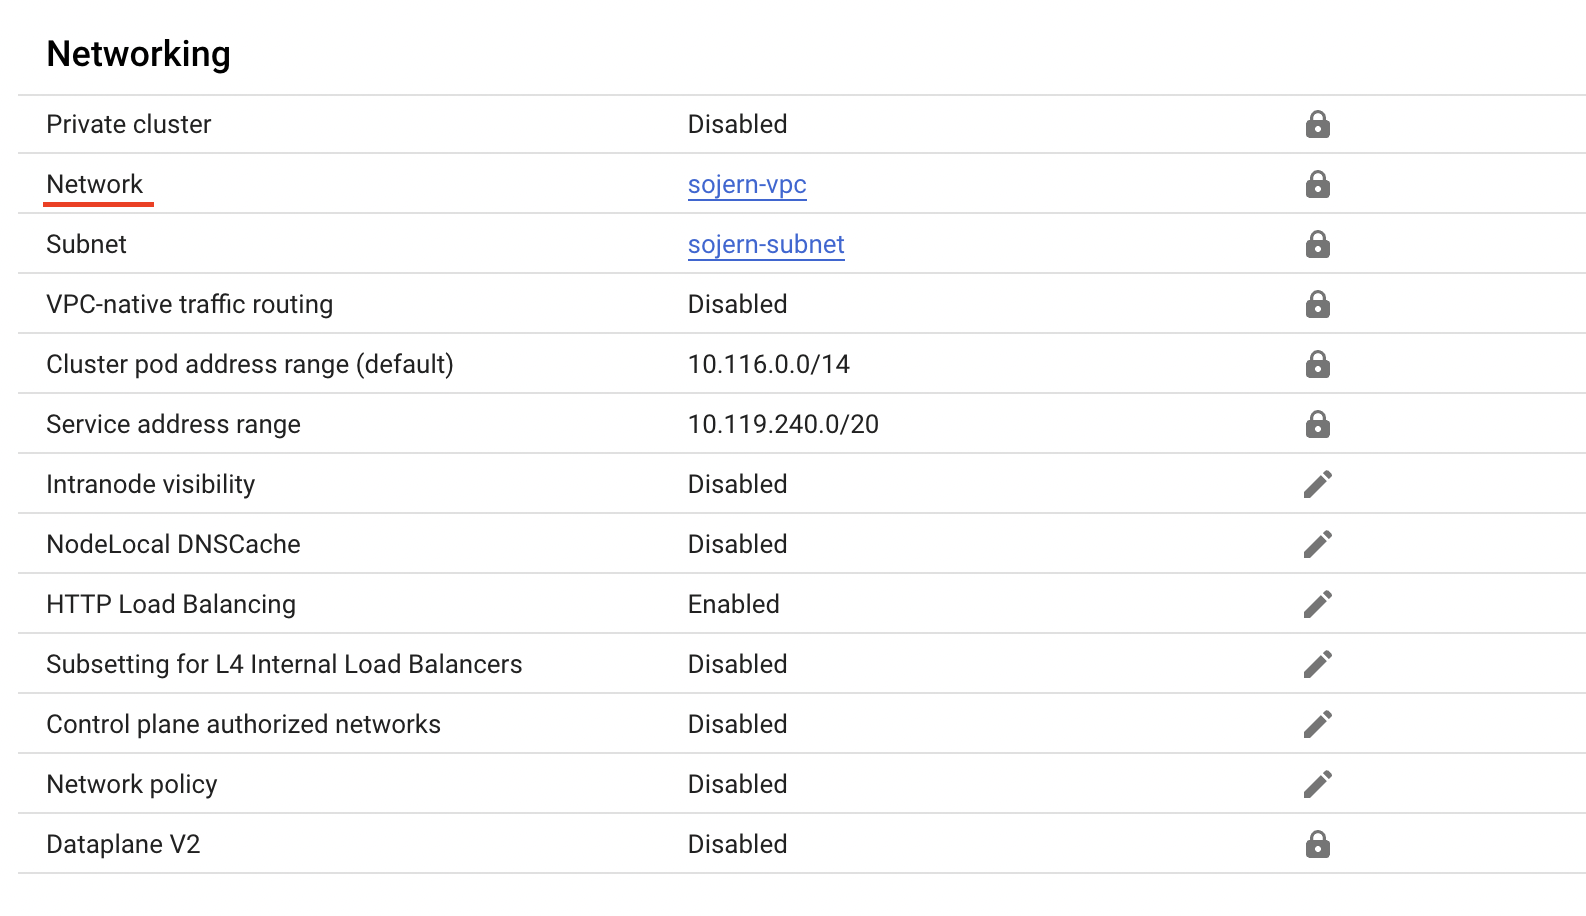 Networking
Private cluster Disabled
Network sojern-vpc
Subnet sojern-subnet
VPC-native traffic routing Disabled
Cluster pod address range (default) 10.116.0.0/14
Service address range 10.119.240.0/20
Intranode visibility Disabled
NodeLocal DNSCache Disabled
HTTP Load Balancing Enabled
Subsetting for L4 Internal Load Balancers Disabled
Control plane authorized networks Disabled
Network policy Disabled
Dataplane V2 Disabled